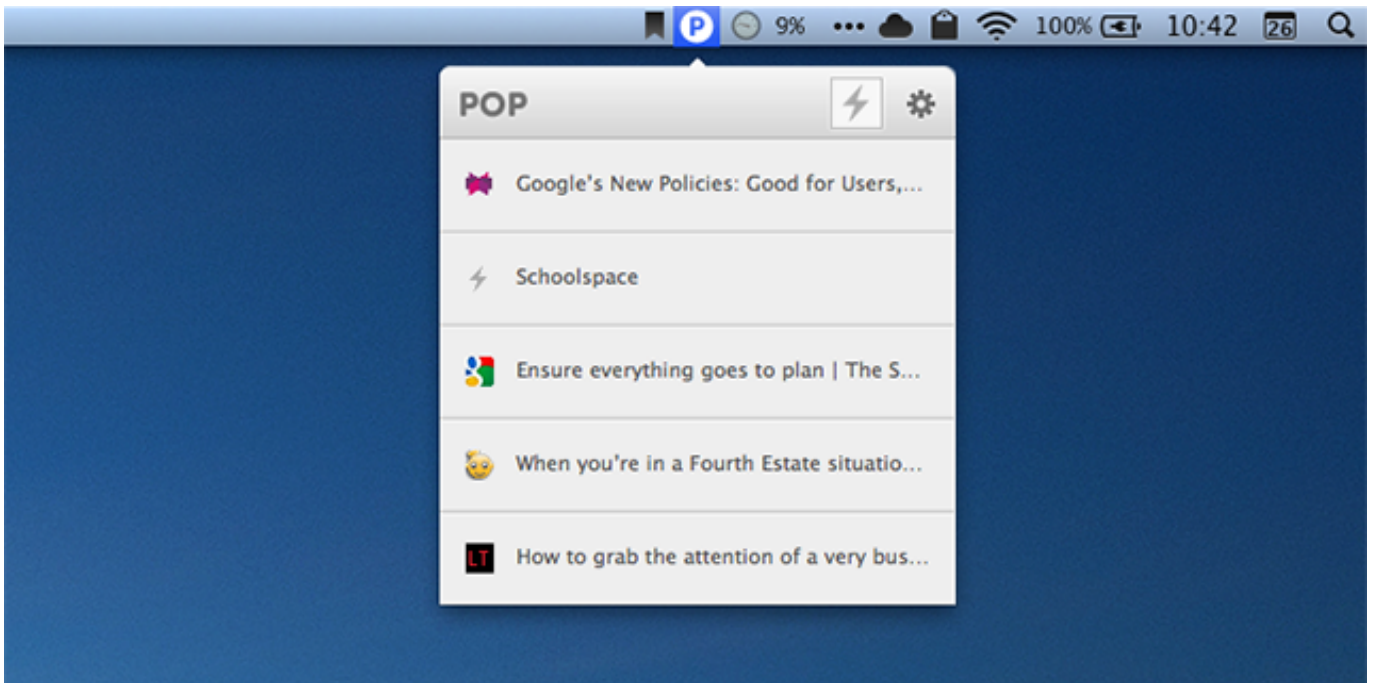 P 9% 100% 10:42 26
POP
Google's New Policies: Good for Users,...
Schoolspace
Ensure everything goes to plan | The S...
When you're in a Fourth Estate situatio...
LT How to grab the attention of a very bus...